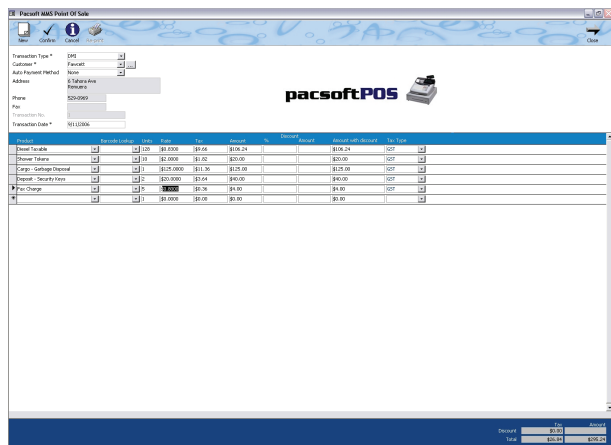 Pacsoft MMS Point Of Sale
New Confirm Cancel Close
Transaction Type * DMI
Customer * Fawcett ...
Auto Payment Method None
Address 6 Tahora Ave
Remuera
Phone 529-0969
Fax
Transaction No.
Transaction Date * 9/11/2006
pacsoftPOS
Discount
Product Barcode Lookup Units Rate Tax Amount % Amount Amount with discount Tax Type
Diesel Taxable 128 $0.8300 $9.66 $106.24 $106.24 GST
Shower Tokens 10 $2.0000 $1.82 $20.00 $20.00 GST
Cargo - Garbage Disposal 1 $125.0000 $11.36 $125.00 $125.00 GST
Deposit - Security Keys 2 $20.0000 $3.64 $40.00 $40.00 GST
Fax Charge 5 $0.36 $4.00 $4.00 GST
1 $0.0000 $0.00 $0.00 $0.00
Tax Amount
Discount $0.00
Total $26.84 $295.24